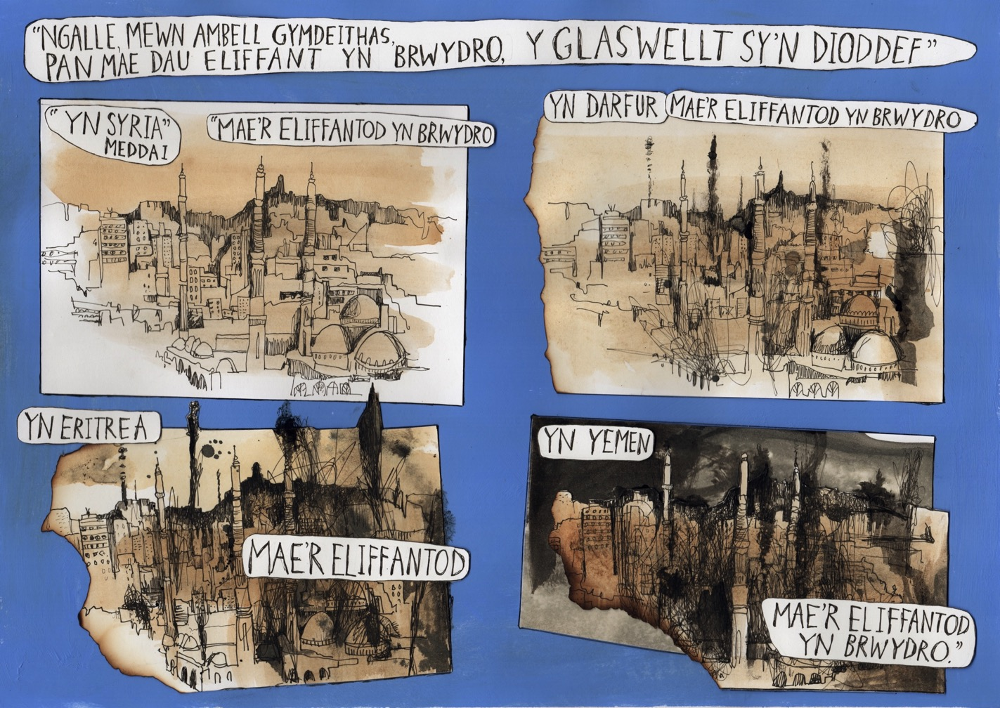 "NGALLE, MEWN AMBELL GYMDEITHAS,
PAN MAE DAU ELIFFANT YN BRWYDRO, Y GLASWELLT SY'N DIODDEF"
"YN SYRIA"
MEDDAI
"MAE'R ELIFFANTOD YN BRWYDRO
YN DARFUR
MAE'R ELIFFANTOD YN BRWYDRO
YN ERITREA
MAE'R ELIFFANTOD
YN YEMEN
MAE'R ELIFFANTOD
YN BRWYDRO."